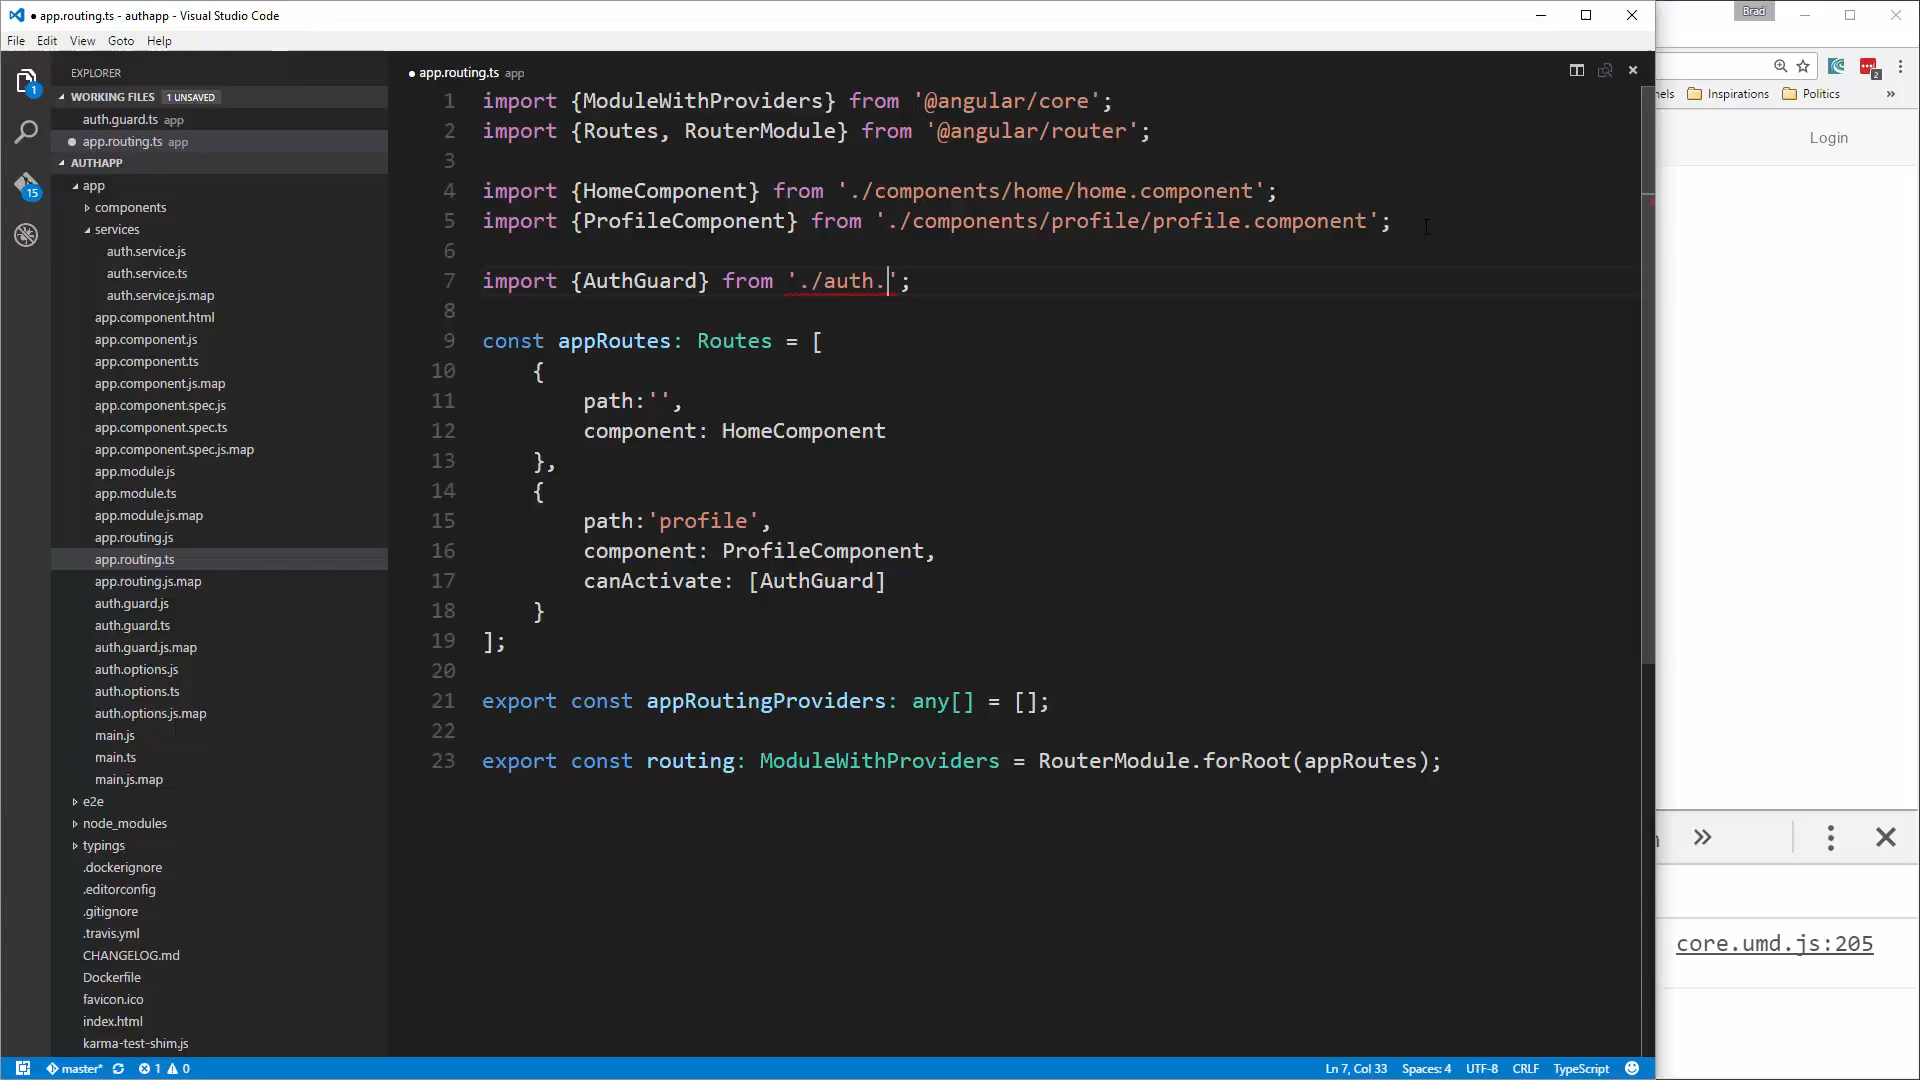 ● app.routing.ts - authapp - Visual Studio Code
Brad
File Edit View Goto Help
EXPLORER
● app.routing.ts app
WORKING FILES 1 UNSAVED
auth.guard.ts app
● app.routing.ts app
AUTHAPP
app
components
services
auth.service.js
auth.service.ts
auth.service.js.map
app.component.html
app.component.js
app.component.ts
app.component.js.map
app.component.spec.js
app.component.spec.ts
app.component.spec.js.map
app.module.js
app.module.ts
app.module.js.map
app.routing.js
app.routing.ts
app.routing.js.map
auth.guard.js
auth.guard.ts
auth.guard.js.map
auth.options.js
auth.options.ts
auth.options.js.map
main.js
main.ts
main.js.map
e2e
node_modules
typings
.dockerignore
.editorconfig
.gitignore
.travis.yml
CHANGELOG.md
Dockerfile
favicon.ico
index.html
karma-test-shim.js
1
15
1 import {ModuleWithProviders} from '@angular/core';
2 import {Routes, RouterModule} from '@angular/router';
3
4 import {HomeComponent} from './components/home/home.component';
5 import {ProfileComponent} from './components/profile/profile.component';
6
7 import {AuthGuard} from './auth.';
8
9 const appRoutes: Routes = [
10 {
11 path:'',
12 component: HomeComponent
13 },
14 {
15 path:'profile',
16 component: ProfileComponent,
17 canActivate: [AuthGuard]
18 }
19 ];
20
21 export const appRoutingProviders: any[] = [];
22
23 export const routing: ModuleWithProviders = RouterModule.forRoot(appRoutes);
2
nels Inspirations Politics »
Login
core.umd.js:205
master* 1 0
Ln 7, Col 33 Spaces: 4 UTF-8 CRLF TypeScript